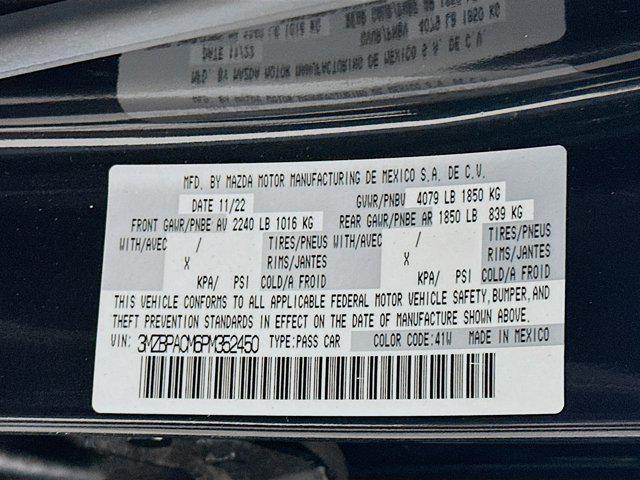 MFD. BY MAZDA MOTOR MANUFACTURING DE MEXICO S.A. DE C.V.
DATE 11/22 GVWR/PNBV 4079 LB 1850 KG
FRONT GAWR/PNBE AV 2240 LB 1016 KG REAR GAWR/PNBE AR 1850 LB 839 KG
WITH/AVEC / TIRES/PNEUS WITH/AVEC / TIRES/PNEUS
X RIMS/JANTES X RIMS/JANTES
KPA/ PSI COLD/A FROID KPA/ PSI COLD/A FROID
THIS VEHICLE CONFORMS TO ALL APPLICABLE FEDERAL MOTOR VEHICLE SAFETY, BUMPER, AND
THEFT PREVENTION STANDARDS IN EFFECT ON THE DATE OF MANUFACTURE SHOWN ABOVE.
VIN: 3MZBPACM6PM352450 TYPE:PASS CAR COLOR CODE:41W MADE IN MEXICO